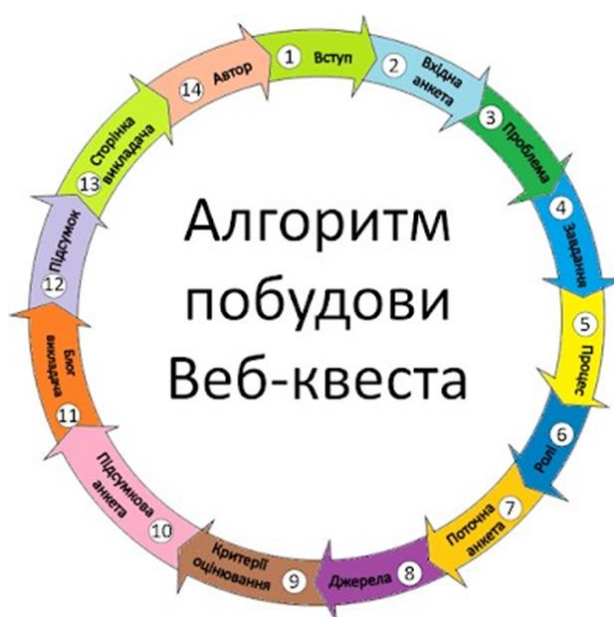 Алгоритм
побудови
Веб-квеста
1 Вступ
2 Вхідна
анкета
3 Проблема
4 Завдання
5 Процес
6 Ролі
7 Поточна
анкета
8 Джерела
9 Критерії
оцінювання
10 Підсумкова
анкета
11 Блог
викладача
12 Підсумок
13 Сторінка
викладача
14 Автор